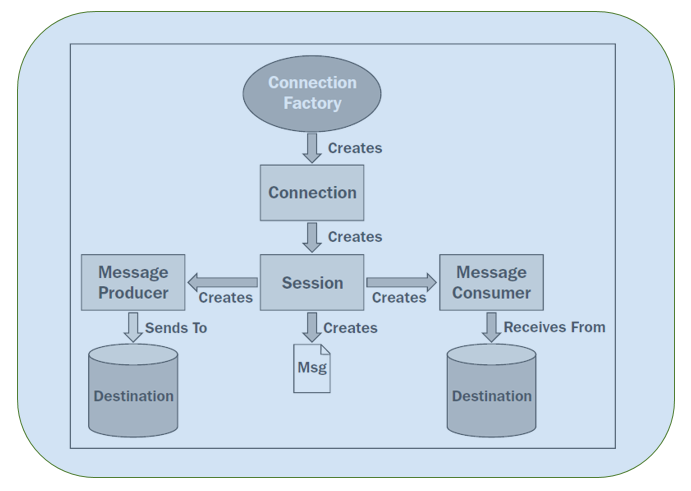 Connection
Factory
Creates
Connection
Creates
Message
Producer
Creates
Session
Creates
Message
Consumer
Sends To
Creates
Receives From
Msg
Destination
Destination